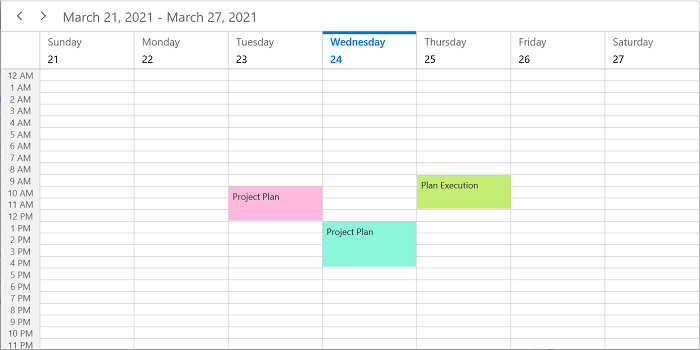 March 21, 2021 - March 27, 2021
Sunday Monday Tuesday Wednesday Thursday Friday Saturday
21 22 23 24 25 26 27
12 AM
1 AM
2 AM
3 AM
4 AM
5 AM
6 AM
7 AM
8 AM
9 AM Plan Execution
10 AM Project Plan
11 AM
12 PM
1 PM Project Plan
2 PM
3 PM
4 PM
5 PM
6 PM
7 PM
8 PM
9 PM
10 PM
11 PM